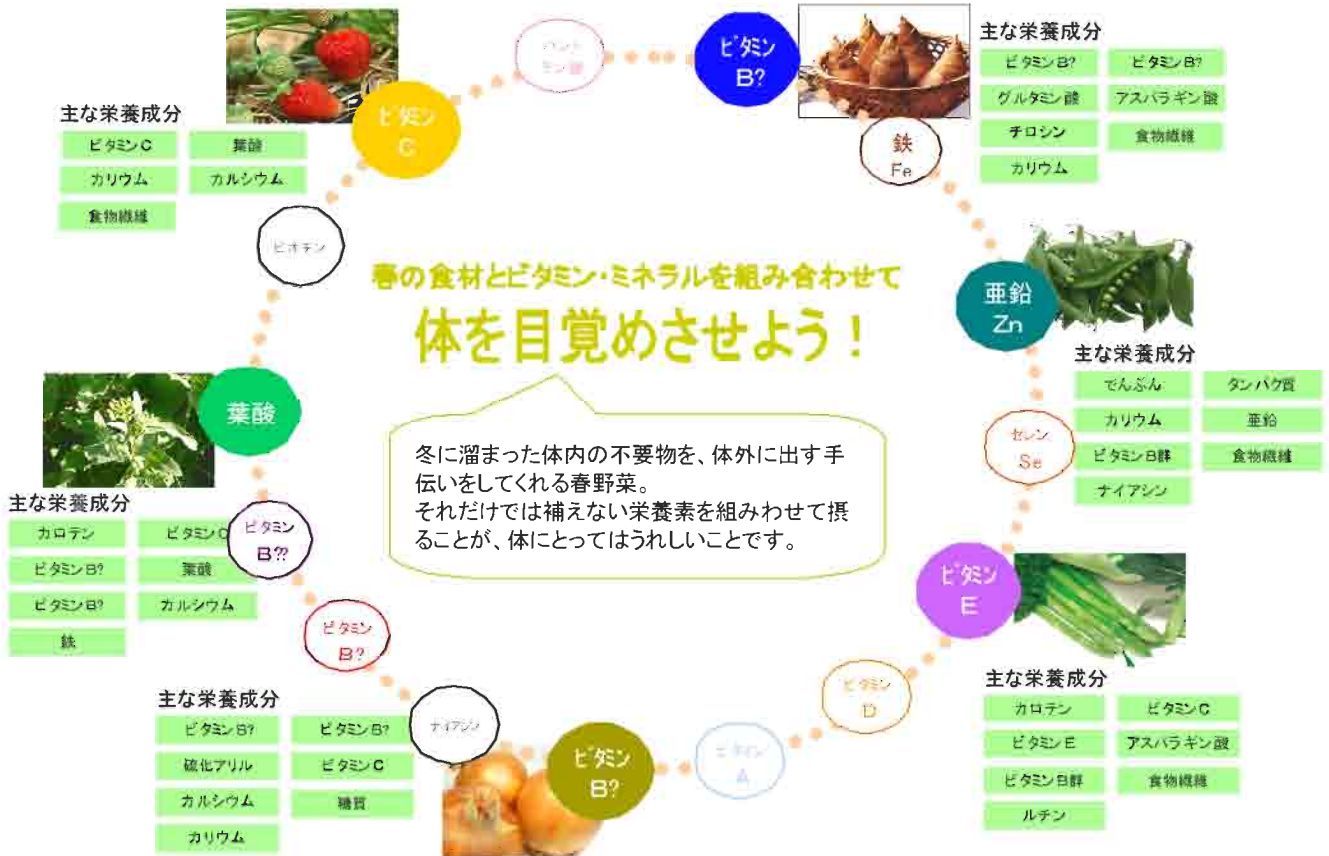 春の食材とビタミン・ミネラルを組み合わせて
体を目覚めさせよう！
冬に溜まった体内の不要物を、体外に出す手
伝いをしてくれる春野菜。
それだけでは補えない栄養素を組みわせて摂
ることが、体にとってはうれしいことです。
ビタミン
C
主な栄養成分
ビタミンC 葉酸
カリウム カルシウム
食物繊維
パント
ビタミン
B?
主な栄養成分
ビタミンB? ビタミンB?
グルタミン酸 アスパラギン酸
チロシン 食物繊維
カリウム
鉄
Fe
亜鉛
Zn
主な栄養成分
でんぷん タンパク質
カリウム 亜鉛
ビタミンB群 食物繊維
ナイアシン
セレン
Se
ビタミン
E
主な栄養成分
カロテン ビタミンC
ビタミンE アスパラギン酸
ビタミンB群 食物繊維
ルチン
ビタミン
D
ビタミン
A
ビタミン
B?
主な栄養成分
ビタミンB? ビタミンB?
硫化アリル ビタミンC
カルシウム 糖質
カリウム
ナイアシン
ビタミン
B?
ビタミン
B??
葉酸
主な栄養成分
カロテン ビタミンC
ビタミンB? 葉酸
ビタミンB? カルシウム
鉄
ビオチン